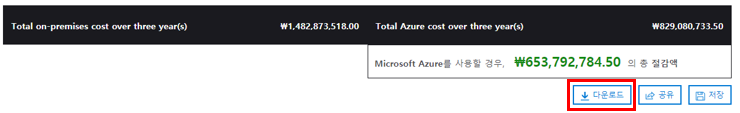 Total on-premises cost over three year(s) ₩1,482,873,518.00 Total Azure cost over three year(s) ₩829,080,733.50
Microsoft Azure를 사용할 경우, ₩653,792,784.50 의 총 절감액
다운로드 공유 저장